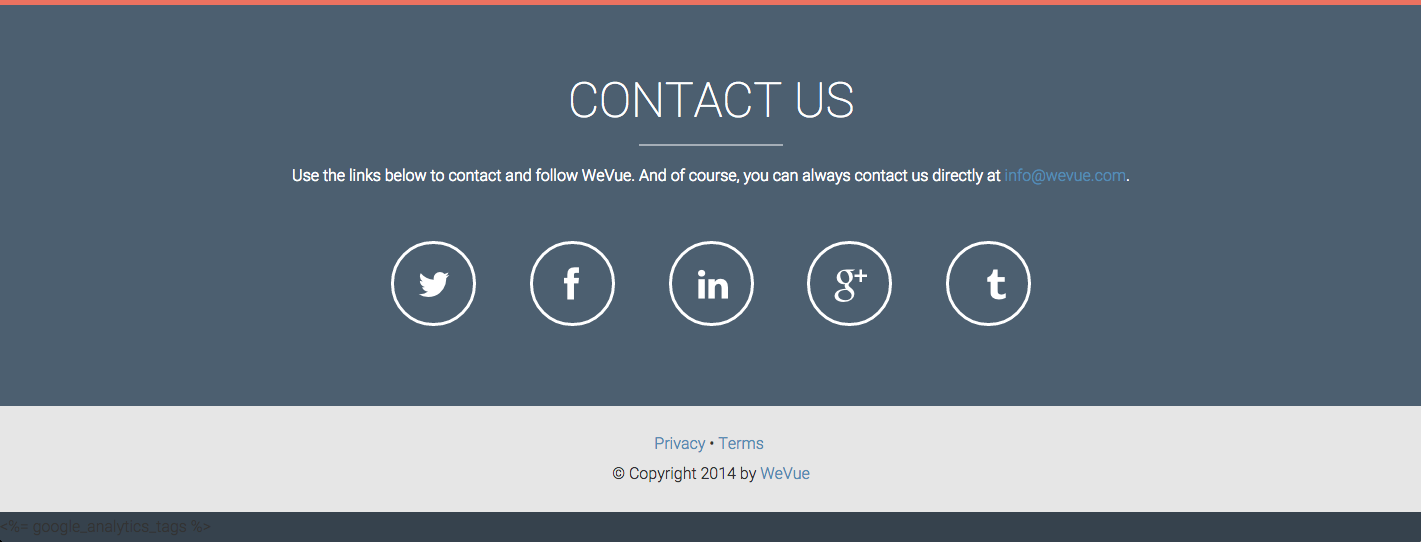 CONTACT US
Use the links below to contact and follow WeVue. And of course, you can always contact us directly at info@wevue.com.
f in g+ t
Privacy • Terms
© Copyright 2014 by WeVue
<%= google_analytics_tags %>